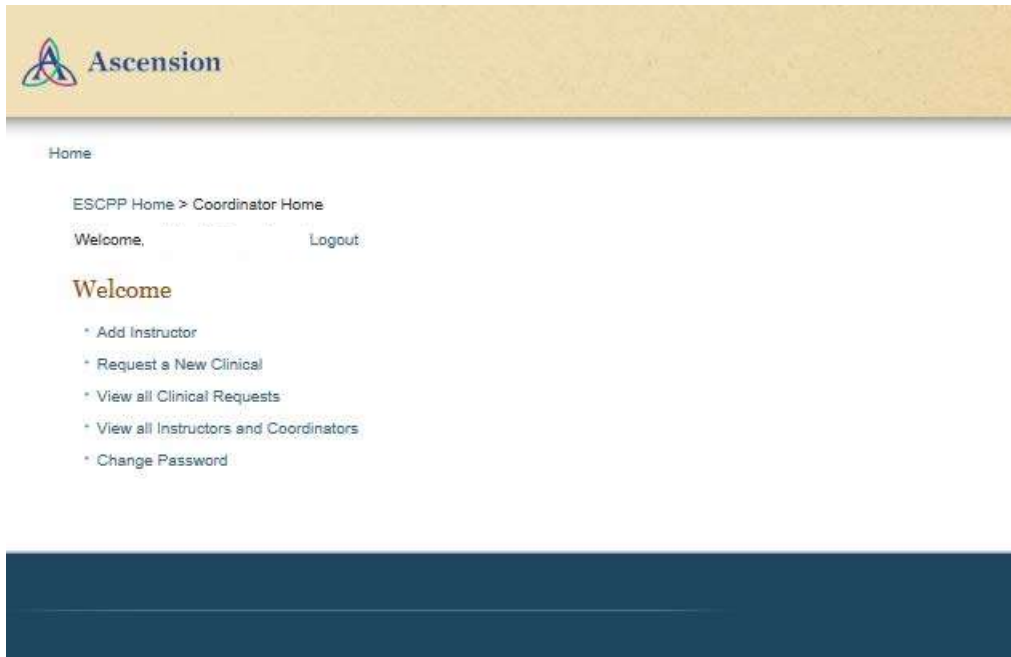 Ascension
Home
ESCPP Home > Coordinator Home
Welcome, Logout
Welcome
Add Instructor
Request a New Clinical
View all Clinical Requests
View all Instructors and Coordinators
Change Password